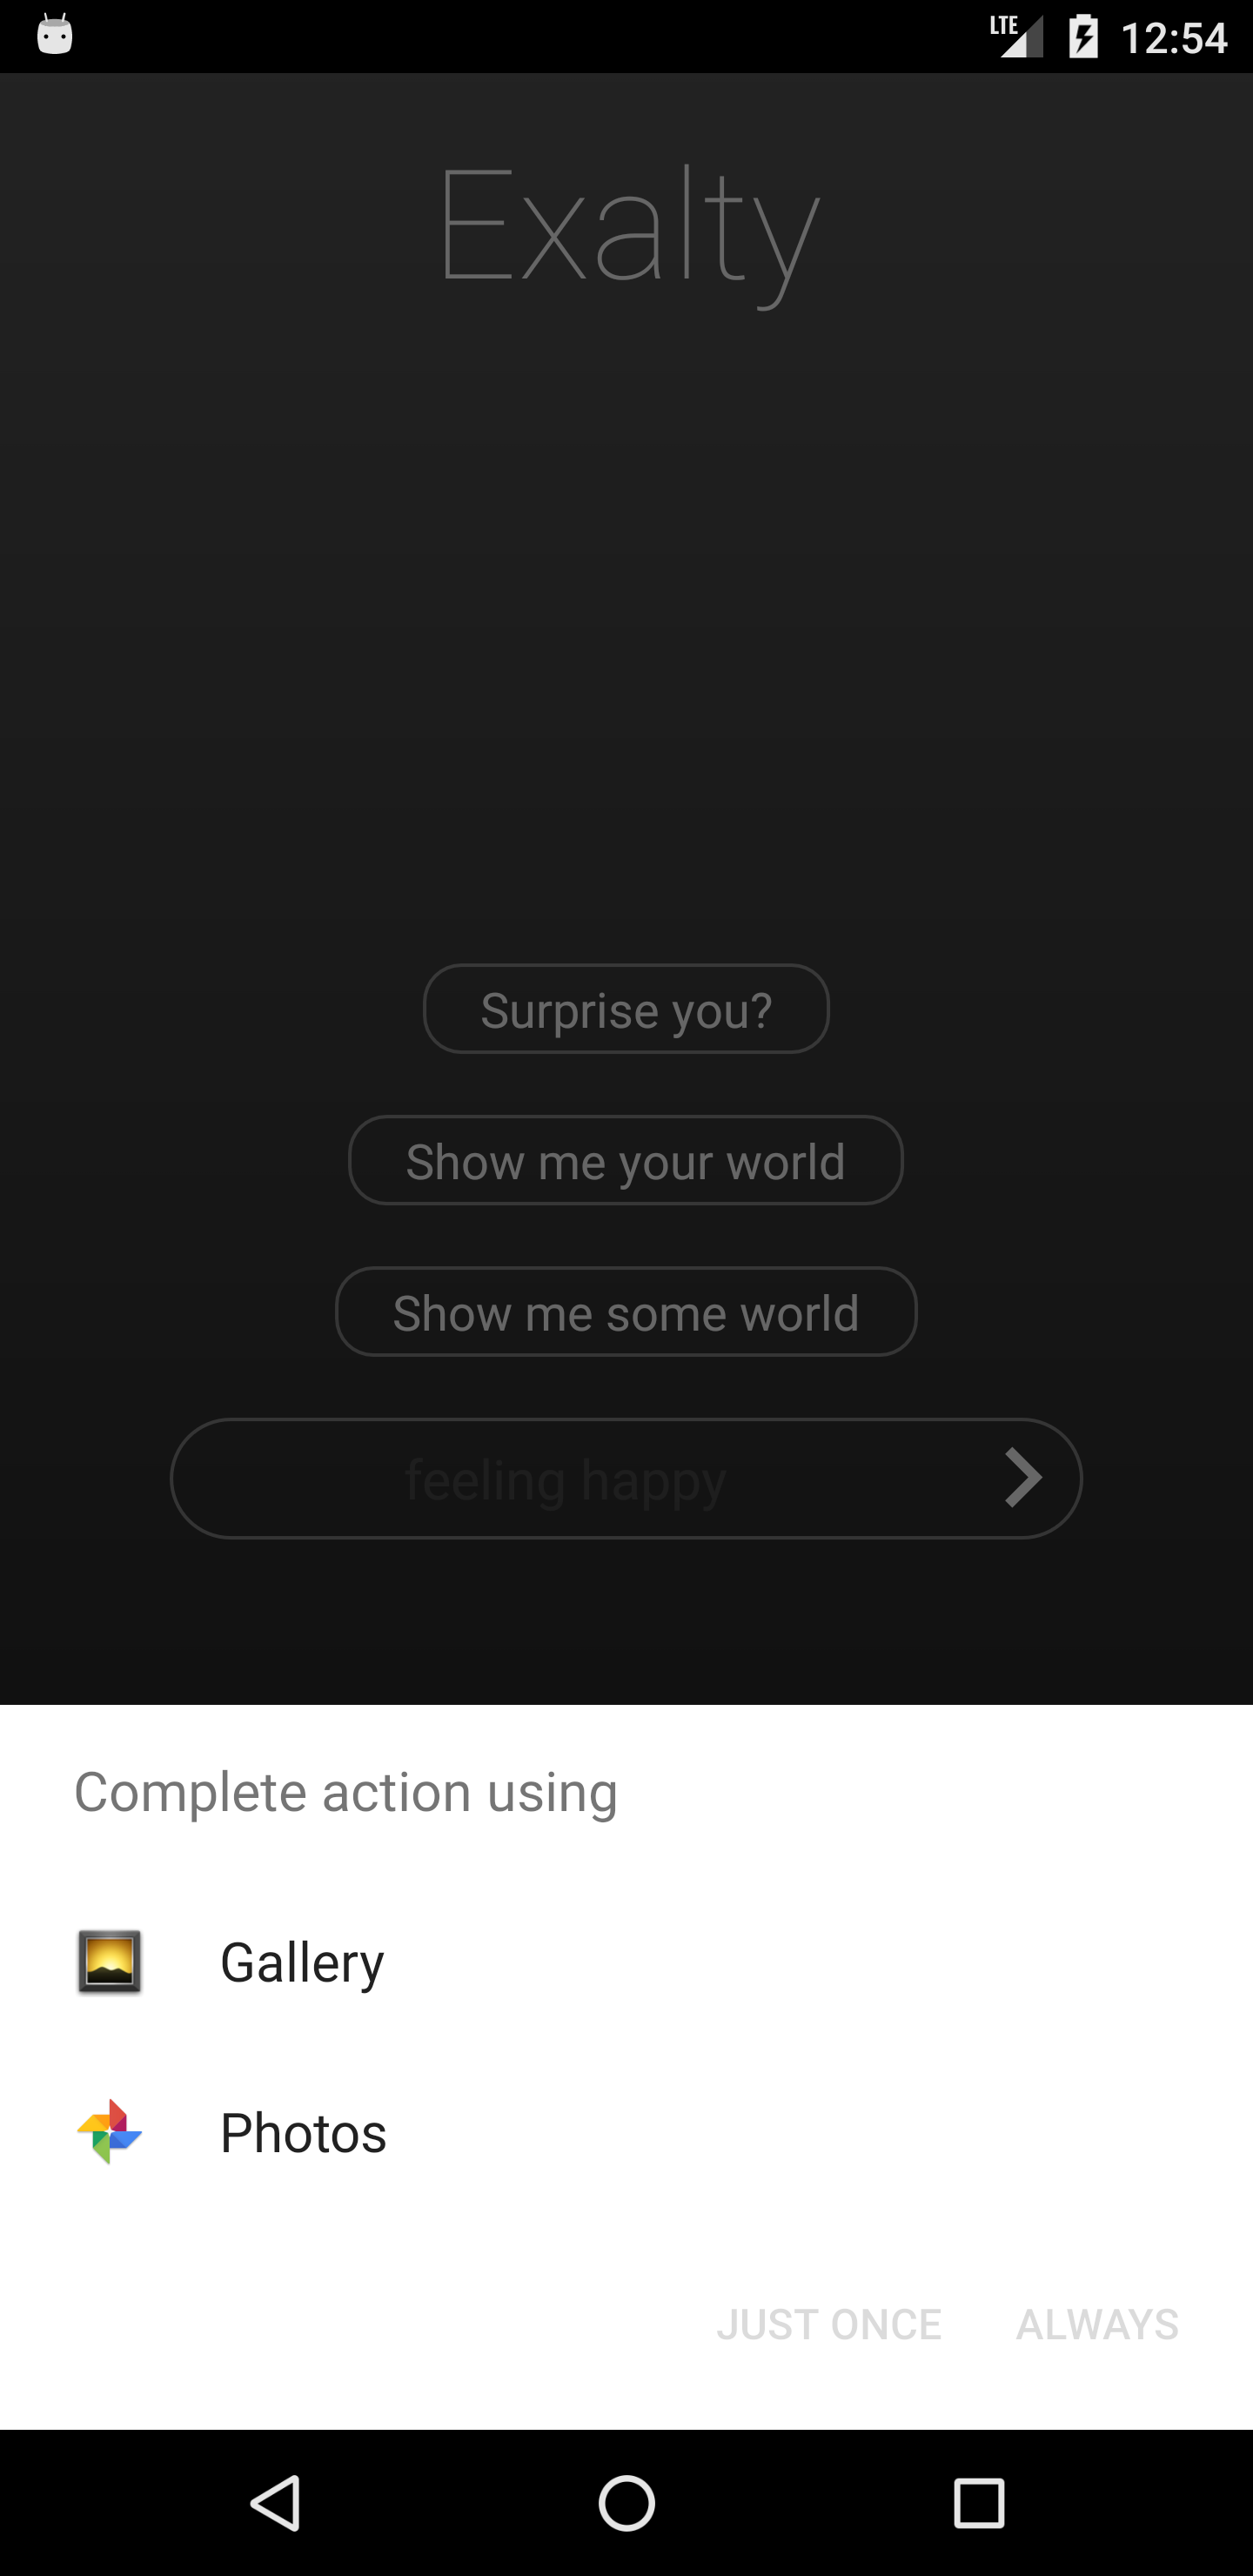 LTE 12:54
Exalty
Surprise you?
Show me your world
Show me some world
feeling happy
Complete action using
Gallery
Photos
JUST ONCE ALWAYS